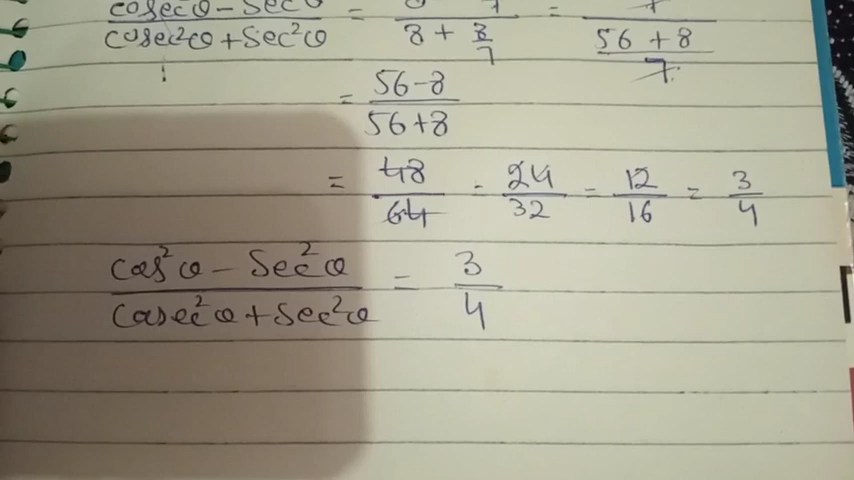 cosec²θ - Sec²θ / cosec²θ + Sec²θ = 8 + 8/7 = 56 + 8 / 7
= 56 - 8 / 56 + 8
= 48 / 64 = 24 / 32 = 12 / 16 = 3 / 4
cos²θ - Sec²θ / Cosec²θ + Sec²θ = 3 / 4